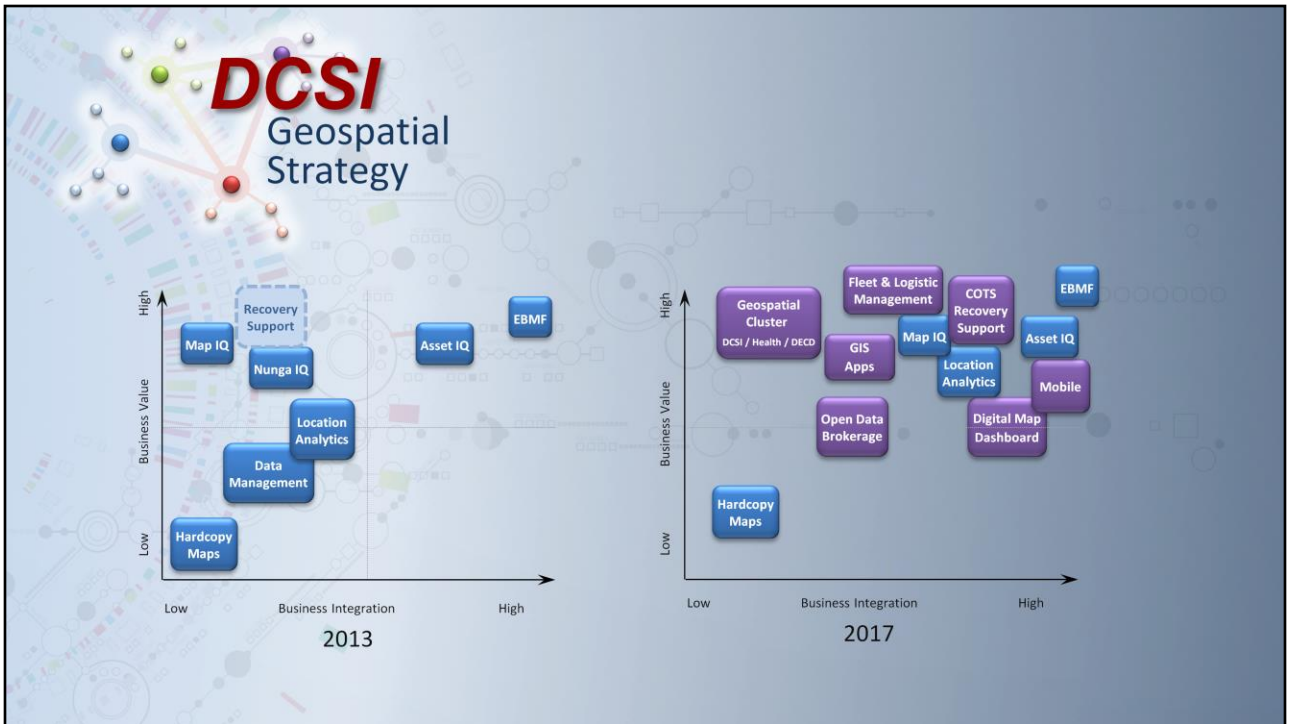 DCSI
Geospatial
Strategy
High
Business Value
Low
Recovery
Support
Map IQ
Nunga IQ
Location
Analytics
Data
Management
Hardcopy
Maps
Asset IQ
EBMF
Low
Business Integration
High
2013
High
Business Value
Low
Geospatial
Cluster
DCSI / Health / DECD
Fleet & Logistic
Management
GIS
Apps
Map IQ
COTS
Recovery
Support
EBMF
Asset IQ
Location
Analytics
Mobile
Open Data
Brokerage
Digital Map
Dashboard
Hardcopy
Maps
Low
Business Integration
High
2017